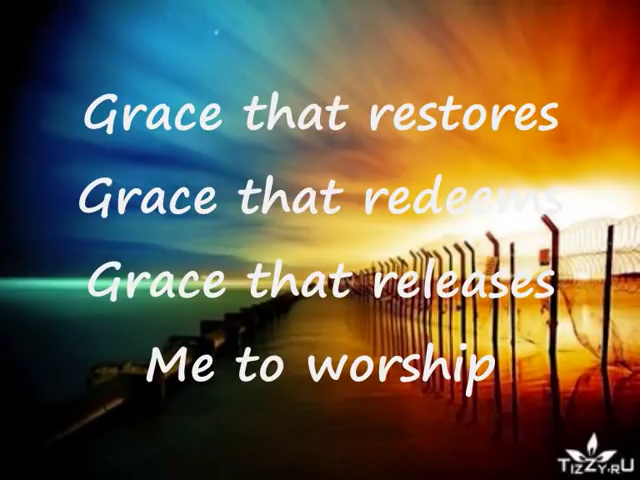 Grace that restores
Grace that redeems
Grace that releases
Me to worship
TIZZY.RU